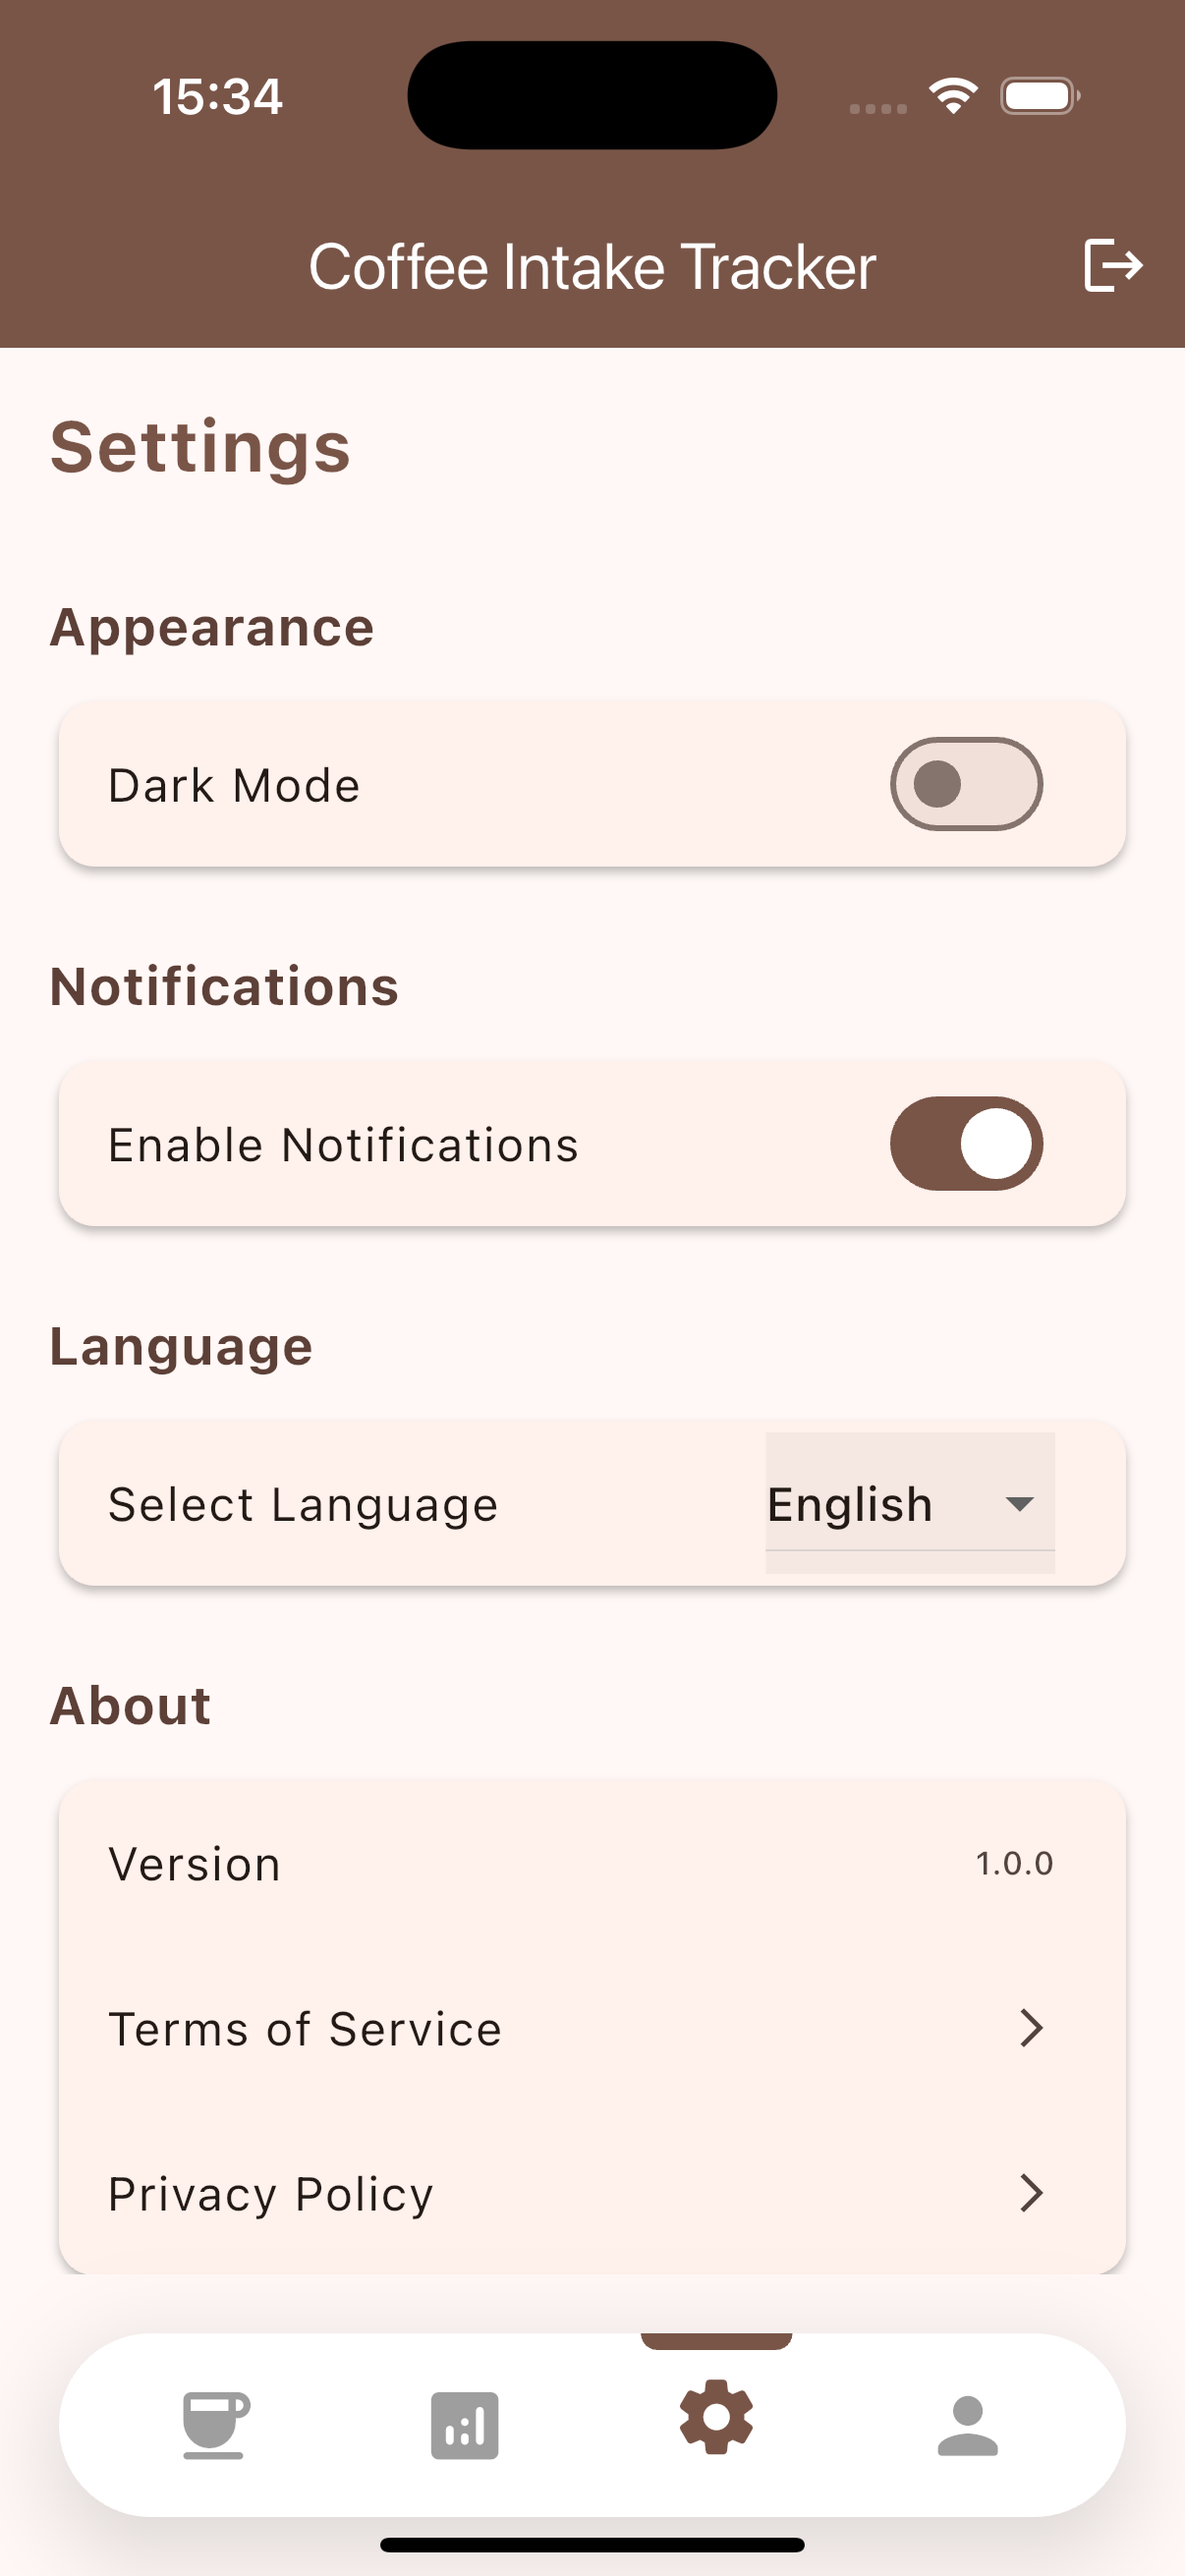 15:34
Coffee Intake Tracker
Settings
Appearance
Dark Mode
Notifications
Enable Notifications
Language
Select Language English
About
Version 1.0.0
Terms of Service
Privacy Policy